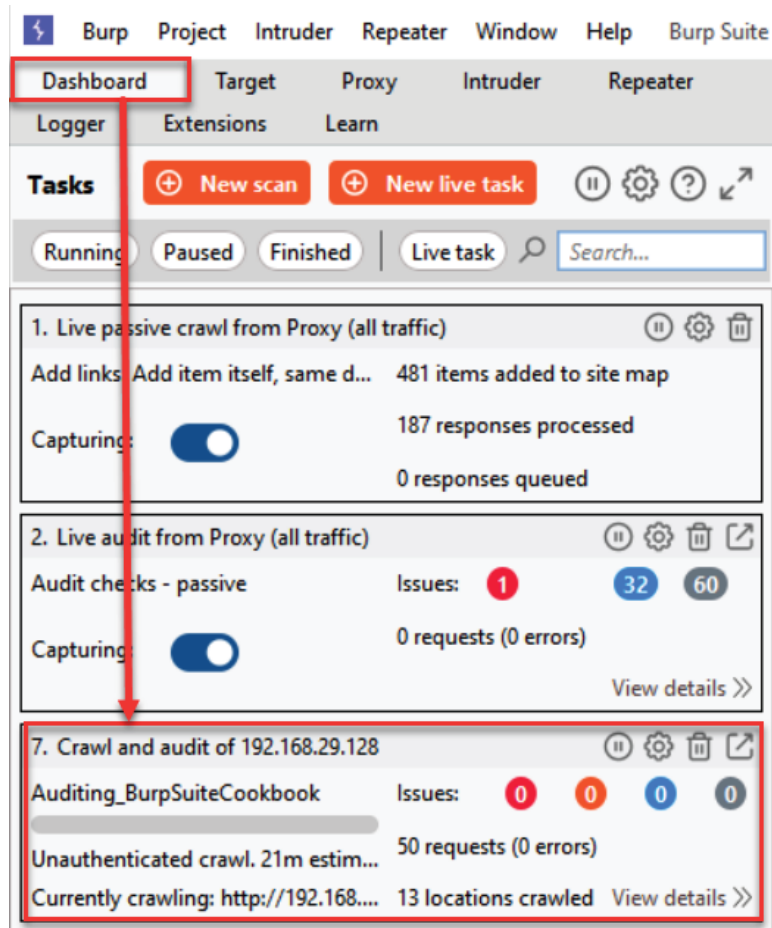 Burp Project Intruder Repeater Window Help Burp Suite
Dashboard Target Proxy Intruder Repeater
Logger Extensions Learn
Tasks New scan New live task
Running Paused Finished Live task Search...
1. Live passive crawl from Proxy (all traffic)
Add links. Add item itself, same d... 481 items added to site map
187 responses processed
Capturing:
0 responses queued
2. Live audit from Proxy (all traffic)
Audit checks - passive Issues: 1 32 60
0 requests (0 errors)
Capturing:
View details
7. Crawl and audit of 192.168.29.128
Auditing_BurpSuiteCookbook Issues: 0 0 0 0
50 requests (0 errors)
Unauthenticated crawl. 21m estim...
Currently crawling: http://192.168.... 13 locations crawled View details